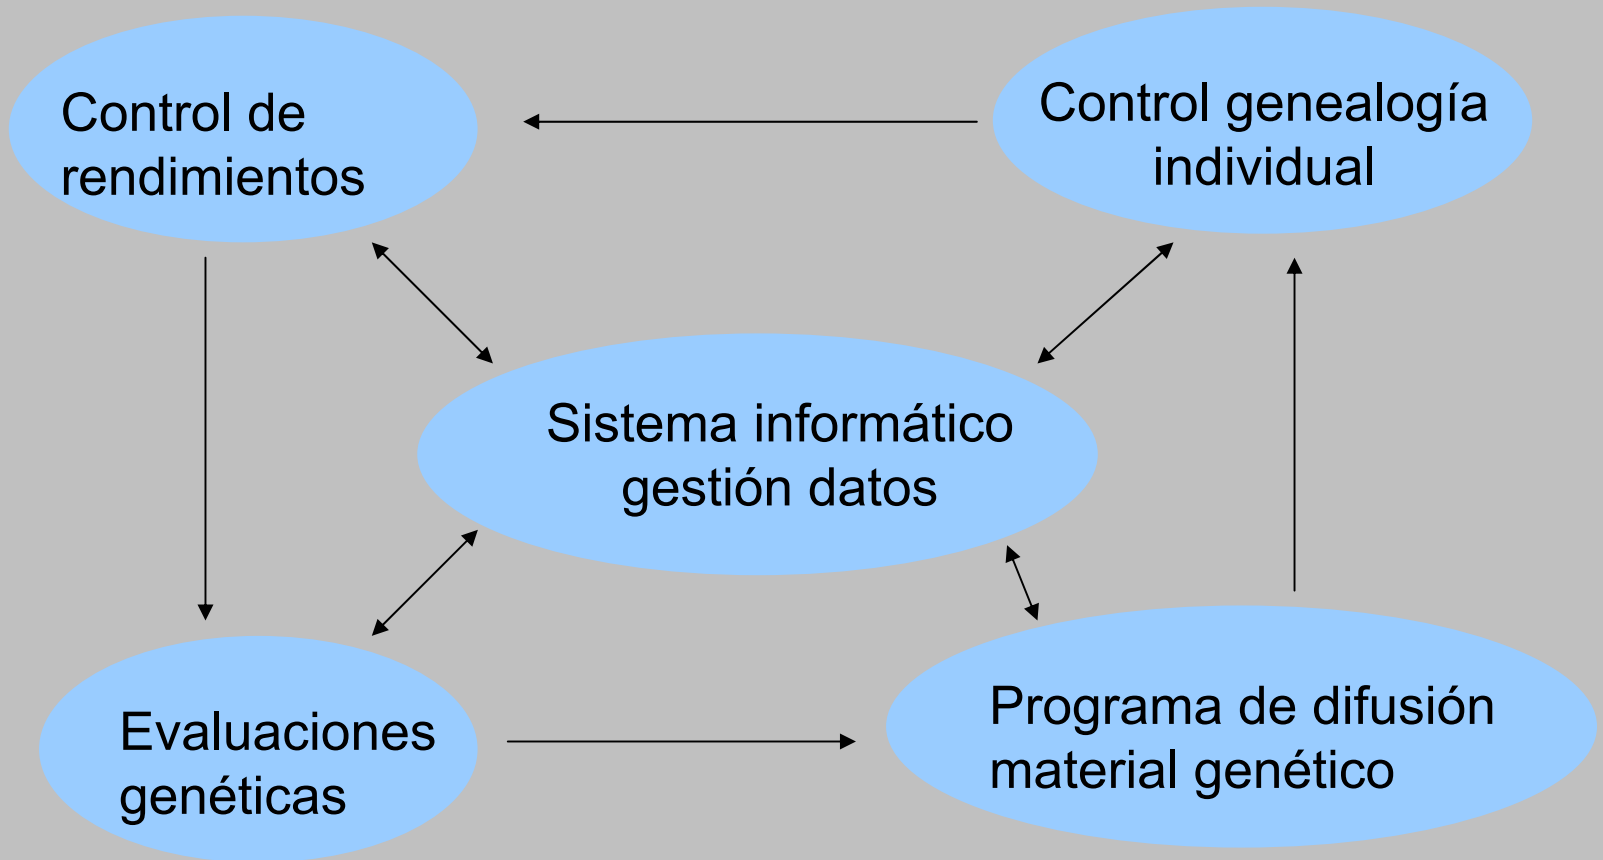 Control de
rendimientos
Control genealogía
individual
Sistema informático
gestión datos
Evaluaciones
genéticas
Programa de difusión
material genético